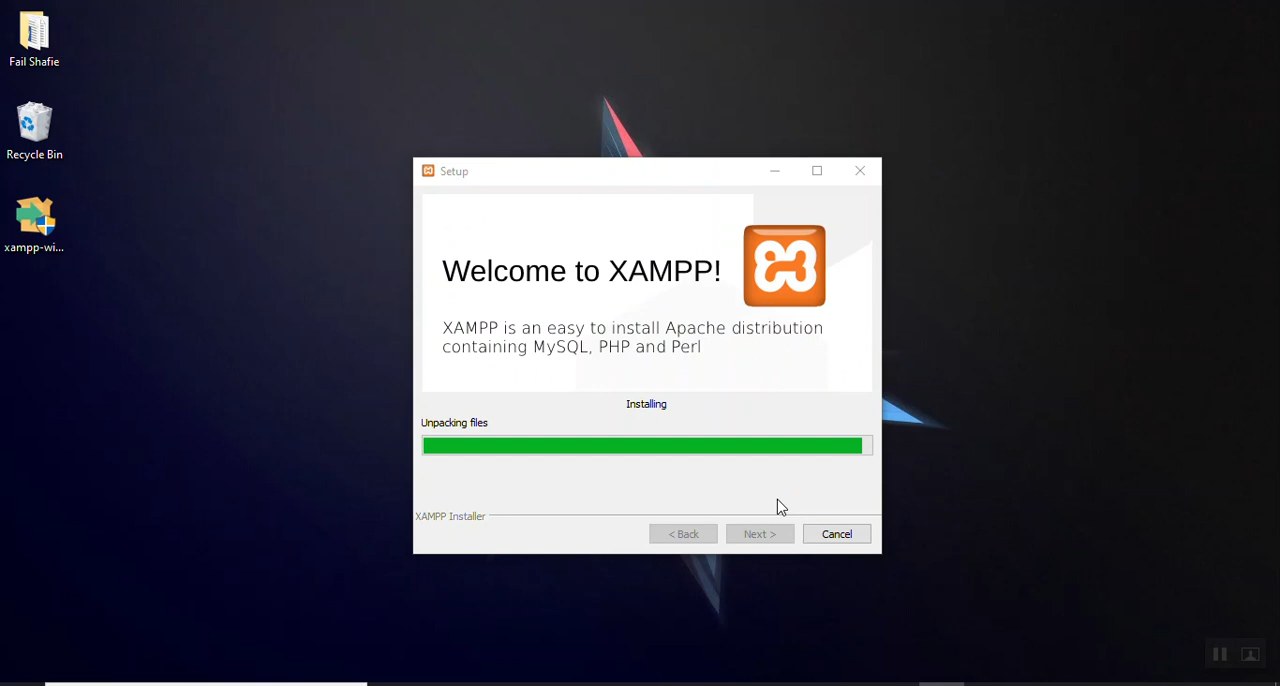 Fail Shafie
Recycle Bin
xampp-wi...
Setup
Welcome to XAMPP!
XAMPP is an easy to install Apache distribution
containing MySQL, PHP and Perl
Installing
Unpacking files
XAMPP Installer
< Back
Next >
Cancel